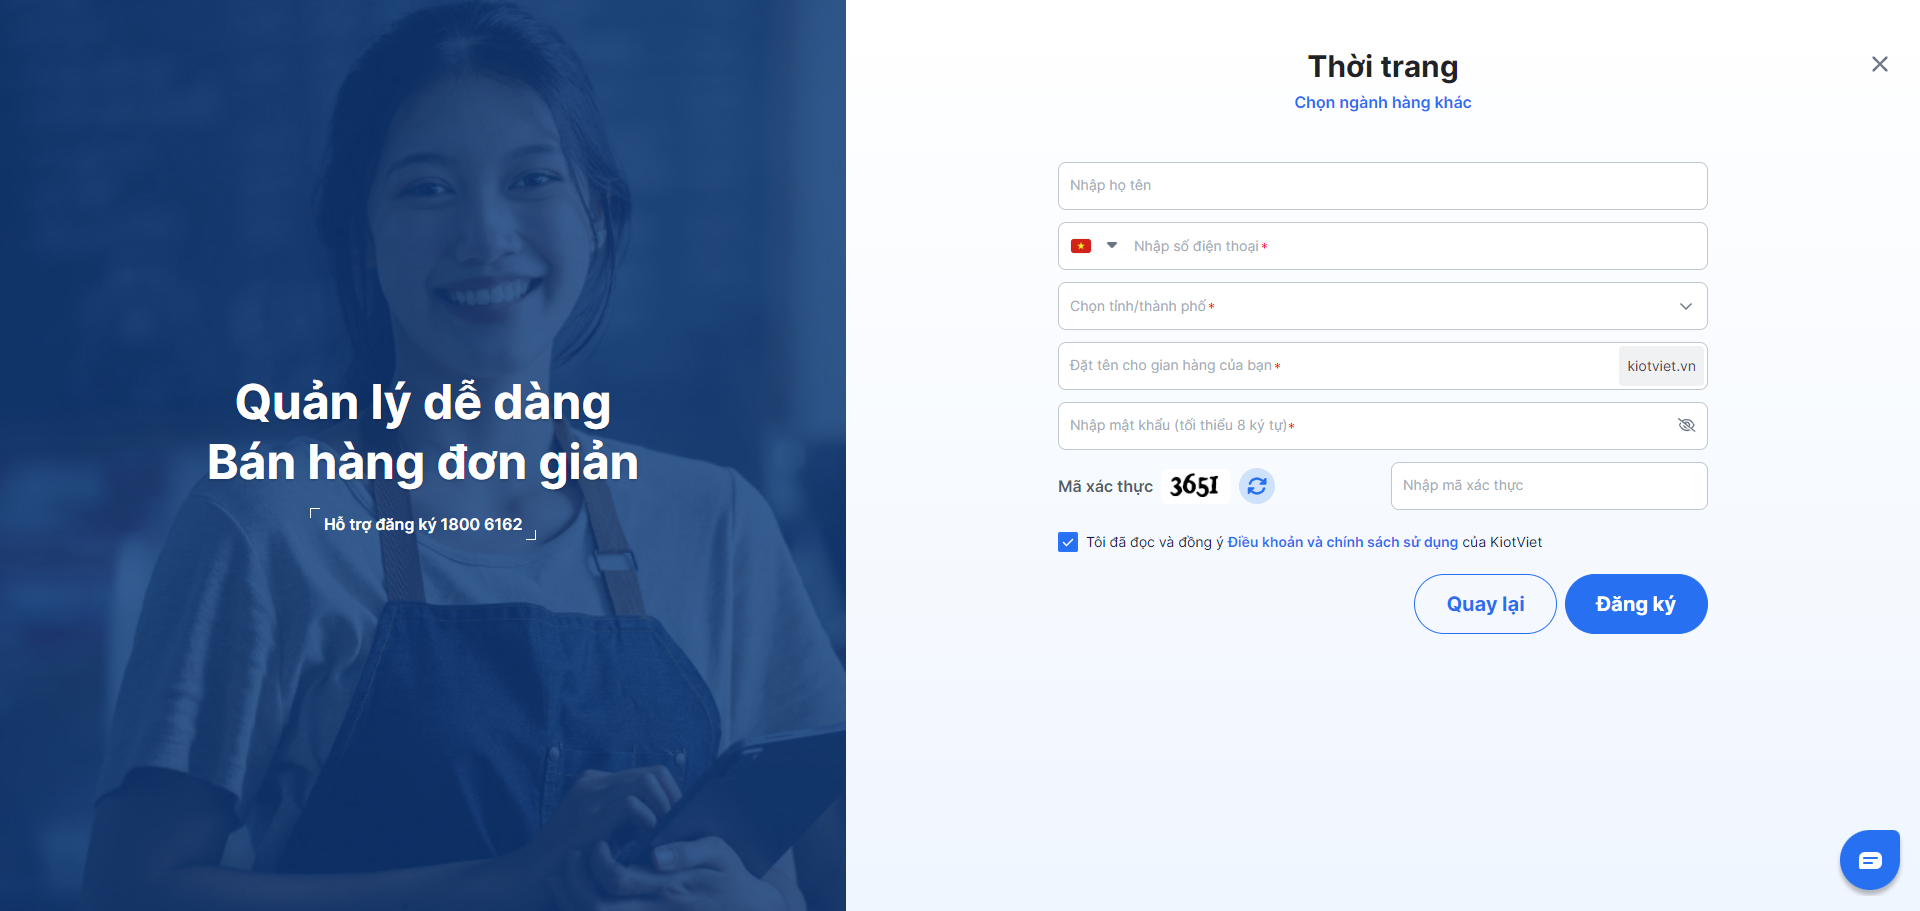 Quản lý dễ dàng
Bán hàng đơn giản
Hỗ trợ đăng ký 1800 6162
Thời trang
Chọn ngành hàng khác
Nhập họ tên
Nhập số điện thoại *
Chọn tỉnh/thành phố *
Đặt tên cho gian hàng của bạn * kiotviet.vn
Nhập mật khẩu (tối thiểu 8 ký tự)*
Mã xác thực 3651 Nhập mã xác thực
Tôi đã đọc và đồng ý Điều khoản và chính sách sử dụng của KiotViet
Quay lại Đăng ký